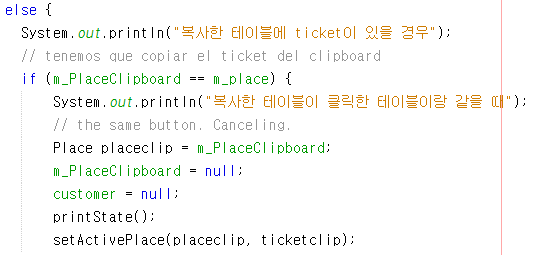 else {
System.out.println("복사한 테이블에 ticket이 있을 경우");
// tenemos que copiar el ticket del clipboard
if (m_PlaceClipboard == m_place) {
System.out.println("복사한 테이블이 클릭한 테이블이랑 같을 때");
// the same button. Canceling.
Place placeclip = m_PlaceClipboard;
m_PlaceClipboard = null;
customer = null;
printState();
setActivePlace(placeclip, ticketclip);